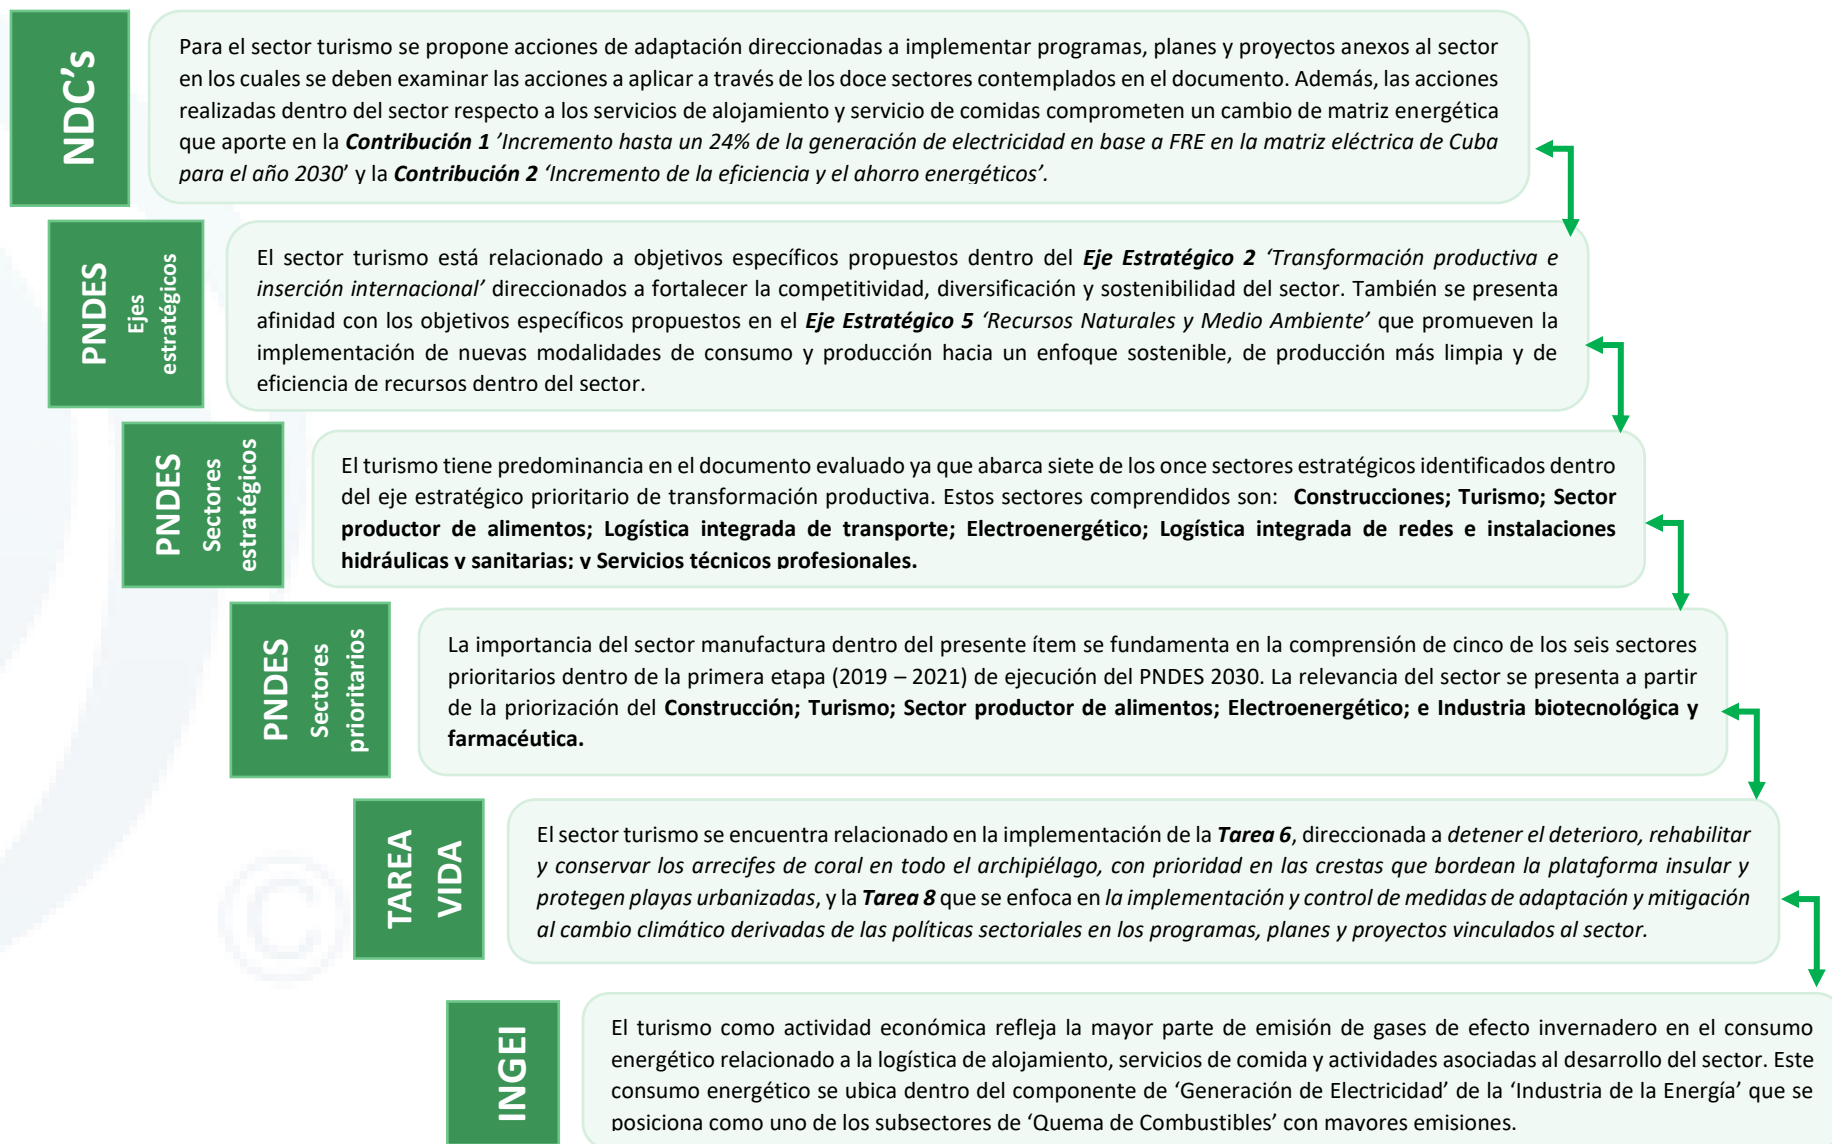 NDC's
Para el sector turismo se propone acciones de adaptación direccionadas a implementar programas, planes y proyectos anexos al sector
en los cuales se deben examinar las acciones a aplicar a través de los doce sectores contemplados en el documento. Además, las acciones
realizadas dentro del sector respecto a los servicios de alojamiento y servicio de comidas comprometen un cambio de matriz energética
que aporte en la Contribución 1 'Incremento hasta un 24% de la generación de electricidad en base a FRE en la matriz eléctrica de Cuba
para el año 2030' y la Contribución 2 'Incremento de la eficiencia y el ahorro energéticos'.
PNDES
Ejes
estratégicos
El sector turismo está relacionado a objetivos específicos propuestos dentro del Eje Estratégico 2 'Transformación productiva e
inserción internacional' direccionados a fortalecer la competitividad, diversificación y sostenibilidad del sector. También se presenta
afinidad con los objetivos específicos propuestos en el Eje Estratégico 5 'Recursos Naturales y Medio Ambiente' que promueven la
implementación de nuevas modalidades de consumo y producción hacia un enfoque sostenible, de producción más limpia y de
eficiencia de recursos dentro del sector.
PNDES
Sectores
estratégicos
El turismo tiene predominancia en el documento evaluado ya que abarca siete de los once sectores estratégicos identificados dentro
del eje estratégico prioritario de transformación productiva. Estos sectores comprendidos son: Construcciones; Turismo; Sector
productor de alimentos; Logística integrada de transporte; Electroenergético; Logística integrada de redes e instalaciones
hidráulicas y sanitarias; y Servicios técnicos profesionales.
PNDES
Sectores
prioritarios
La importancia del sector manufactura dentro del presente ítem se fundamenta en la comprensión de cinco de los seis sectores
prioritarios dentro de la primera etapa (2019 – 2021) de ejecución del PNDES 2030. La relevancia del sector se presenta a partir
de la priorización del Construcción; Turismo; Sector productor de alimentos; Electroenergético; e Industria biotecnológica y
farmacéutica.
TAREA
VIDA
El sector turismo se encuentra relacionado en la implementación de la Tarea 6, direccionada a detener el deterioro, rehabilitar
y conservar los arrecifes de coral en todo el archipiélago, con prioridad en las crestas que bordean la plataforma insular y
protegen playas urbanizadas, y la Tarea 8 que se enfoca en la implementación y control de medidas de adaptación y mitigación
al cambio climático derivadas de las políticas sectoriales en los programas, planes y proyectos vinculados al sector.
©
INGEI
El turismo como actividad económica refleja la mayor parte de emisión de gases de efecto invernadero en el consumo
energético relacionado a la logística de alojamiento, servicios de comida y actividades asociadas al desarrollo del sector. Este
consumo energético se ubica dentro del componente de 'Generación de Electricidad' de la 'Industria de la Energía' que se
posiciona como uno de los subsectores de 'Quema de Combustibles' con mayores emisiones.